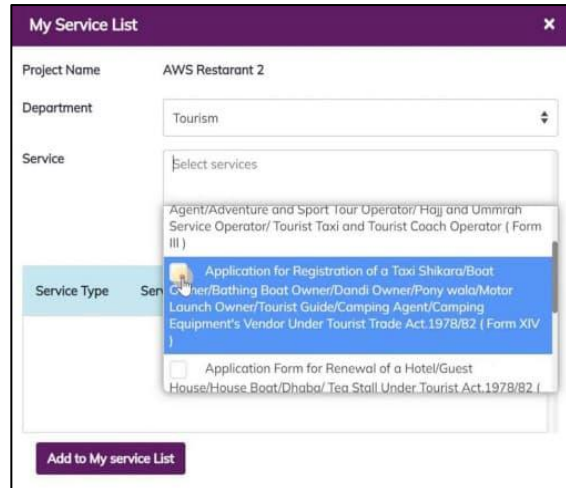 My Service List ×
Project Name AWS Restarant 2
Department Tourism
Service Select services
Agent/Adventure and Sport Tour Operator/ Hajj and Ummrah
Service Operator/ Tourist Taxi and Tourist Coach Operator ( Form
III )
Application for Registration of a Taxi Shikara/Boat
Owner/Bathing Boat Owner/Dandi Owner/Pony wala/Motor
Launch Owner/Tourist Guide/Camping Agent/Camping
Equipment's Vendor Under Tourist Trade Act.1978/82 ( Form XIV
)
Service Type Ser
Application Form for Renewal of a Hotel/Guest
House/House Boat/Dhaba/ Tea Stall Under Tourist Act.1978/82 (
Add to My service List